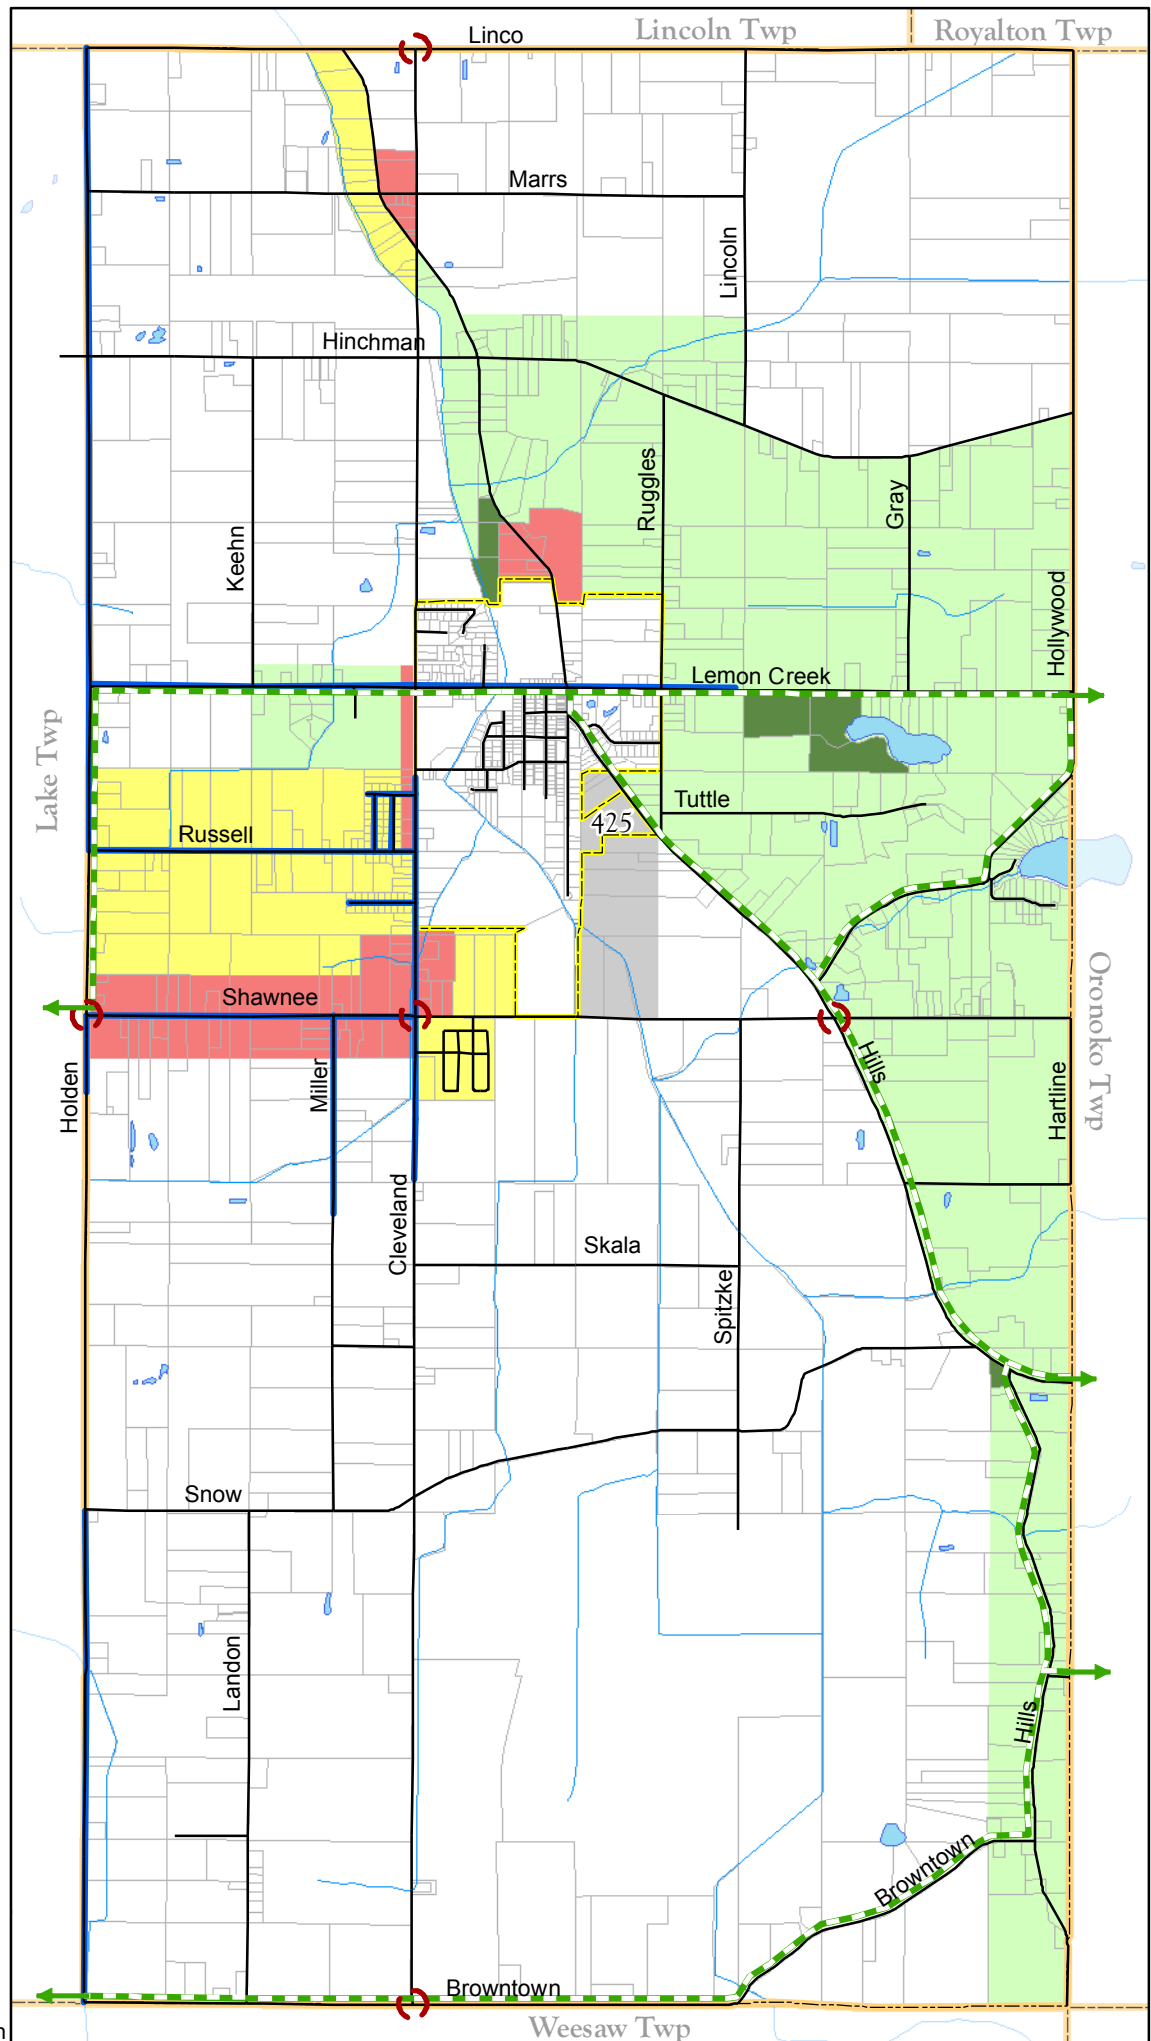 Lincoln Twp
Royalton Twp
Linco
Marrs
Lincoln
Hinchman
Ruggles
Gray
Keehn
Hollywood
Lemon Creek
Lake Twp
Tuttle
425
Russell
Shawnee
Oronoko Twp
Hills
Holden
Miller
Hartline
Cleveland
Skala
Spitzke
Snow
Landon
Hills
Browntown
Browntown
Weesaw Twp